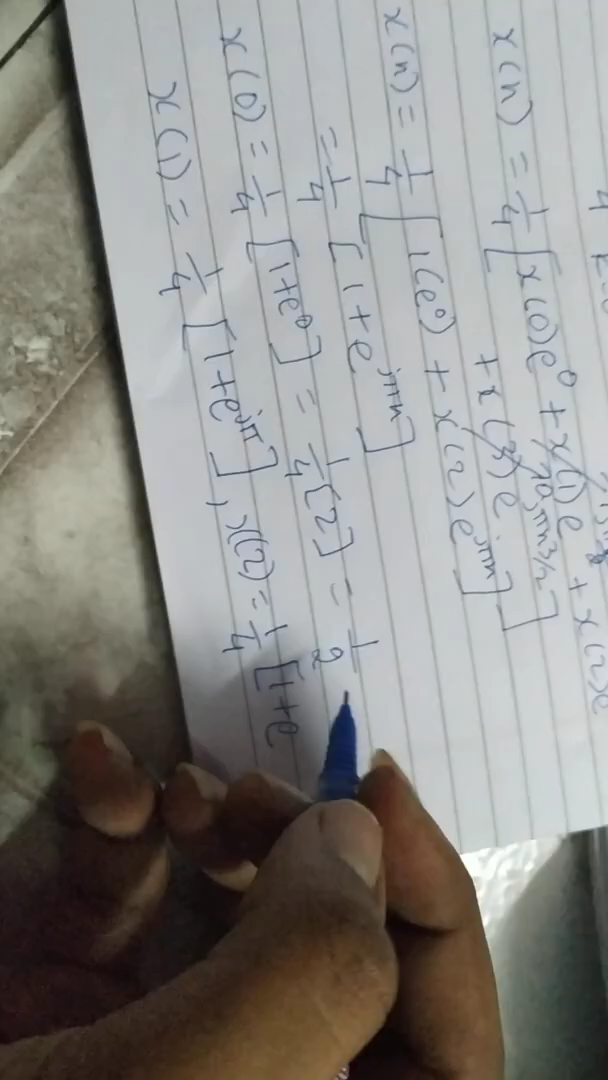 x(n) = 1/4 [ x(0)e^0 + x(1)e + x(2)e
+ x(3)e^{jπn3/2} ]
x(n) = 1/4 [ 1(e^0) + x(2)e^{jπn} ]
= 1/4 [ 1 + e^{jπn} ]
x(0) = 1/4 [1+e^0] = 1/4 [2] = 1/2
x(1) = 1/4 [1+e^{jπ}], x(2) = 1/4 [1+e